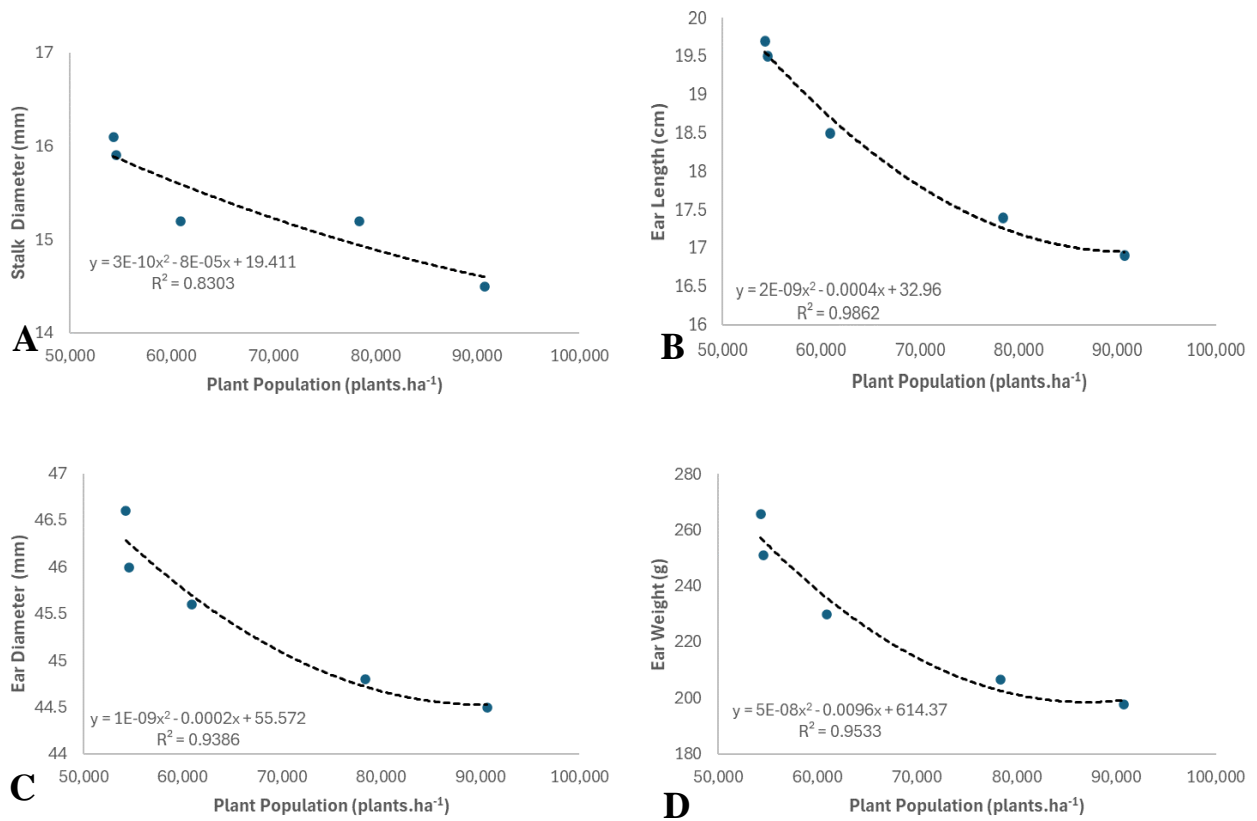 17
16
15
14
Stalk Diameter (mm)
y = 3E-10x² - 8E-05x + 19.411
R² = 0.8303
A
50,000 60,000 70,000 80,000 90,000 100,000
Plant Population (plants.ha⁻¹)
20
19.5
19
18.5
18
17.5
17
16.5
16
Ear Length (cm)
y = 2E-09x² - 0.0004x + 32.96
R² = 0.9862
B
50,000 60,000 70,000 80,000 90,000 100,000
Plant Population (plants.ha⁻¹)
47
46.5
46
45.5
45
44.5
44
Ear Diameter (mm)
y = 1E-09x² - 0.0002x + 55.572
R² = 0.9386
C
50,000 60,000 70,000 80,000 90,000 100,000
Plant Population (plants.ha⁻¹)
280
260
240
220
200
180
Ear Weight (g)
y = 5E-08x² - 0.0096x + 614.37
R² = 0.9533
D
50,000 60,000 70,000 80,000 90,000 100,000
Plant Population (plants.ha⁻¹)